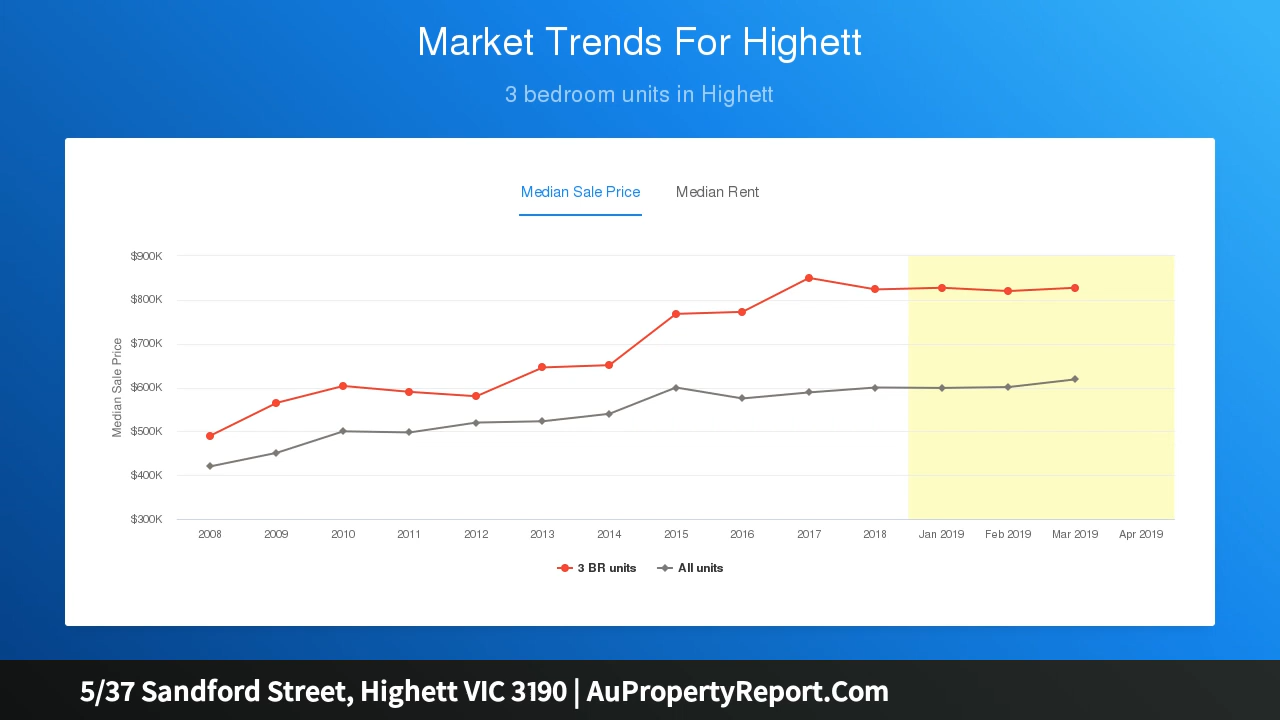 Market Trends For Highett
3 bedroom units in Highett
Median Sale Price Median Rent
Median Sale Price
$900K
$800K
$700K
$600K
$500K
$400K
$300K
2008 2009 2010 2011 2012 2013 2014 2015 2016 2017 2018 Jan 2019 Feb 2019 Mar 2019 Apr 2019
3 BR units All units
5/37 Sandford Street, Highett VIC 3190 | AuPropertyReport.Com